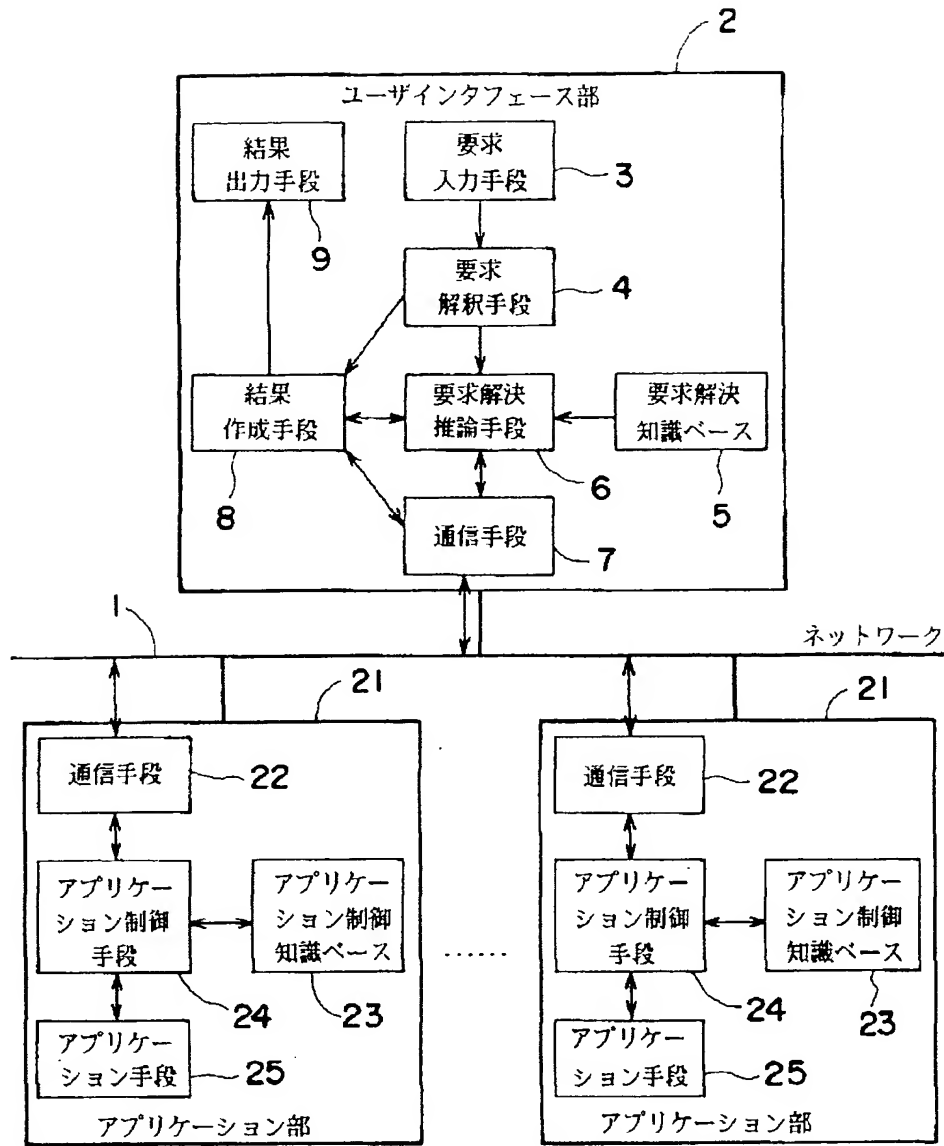 2
ユーザインタフェース部
結果
出力手段
9
要求
入力手段
3
要求
解釈手段
4
結果
作成手段
8
要求解決
推論手段
6
要求解決
知識ベース
5
通信手段
7
1
ネットワーク
21
通信手段
22
アプリケー
ション制御
手段
24
アプリケー
ション制御
知識ベース
23
アプリケー
ション手段
25
アプリケーション部
……
21
通信手段
22
アプリケー
ション制御
手段
24
アプリケー
ション制御
知識ベース
23
アプリケー
ション手段
25
アプリケーション部